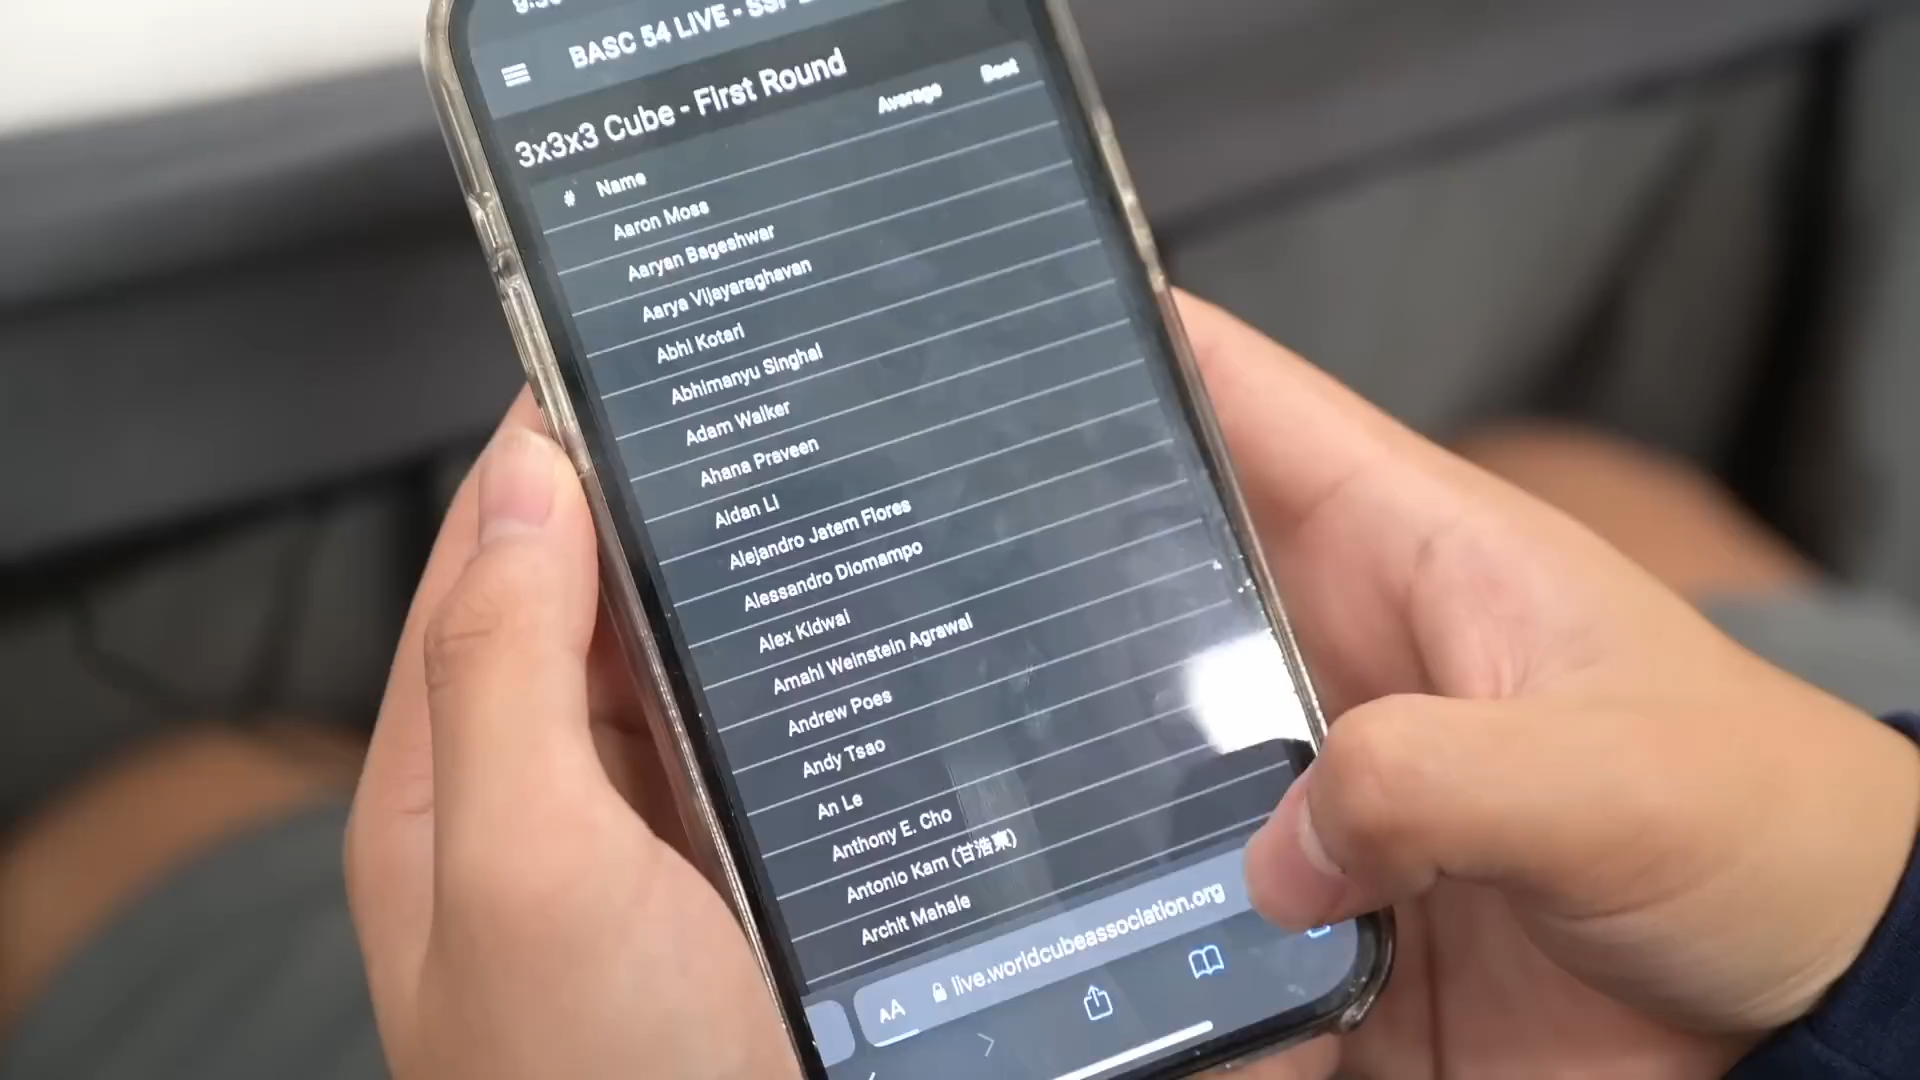 BASC 54 LIVE - SSF
3x3x3 Cube - First Round
# Name Average Best
Aaron Moss
Aaryan Bageshwar
Aarya Vijayaraghavan
Abhi Kotari
Abhimanyu Singhal
Adam Walker
Ahana Praveen
Aidan Li
Alejandro Jatem Flores
Alessandro Diomampo
Alex Kidwai
Amahl Weinstein Agrawal
Andrew Poes
Andy Tsao
An Le
Anthony E. Cho
Antonio Kam (甘浩東)
Archit Mahale
AA live.worldcubeassociation.org